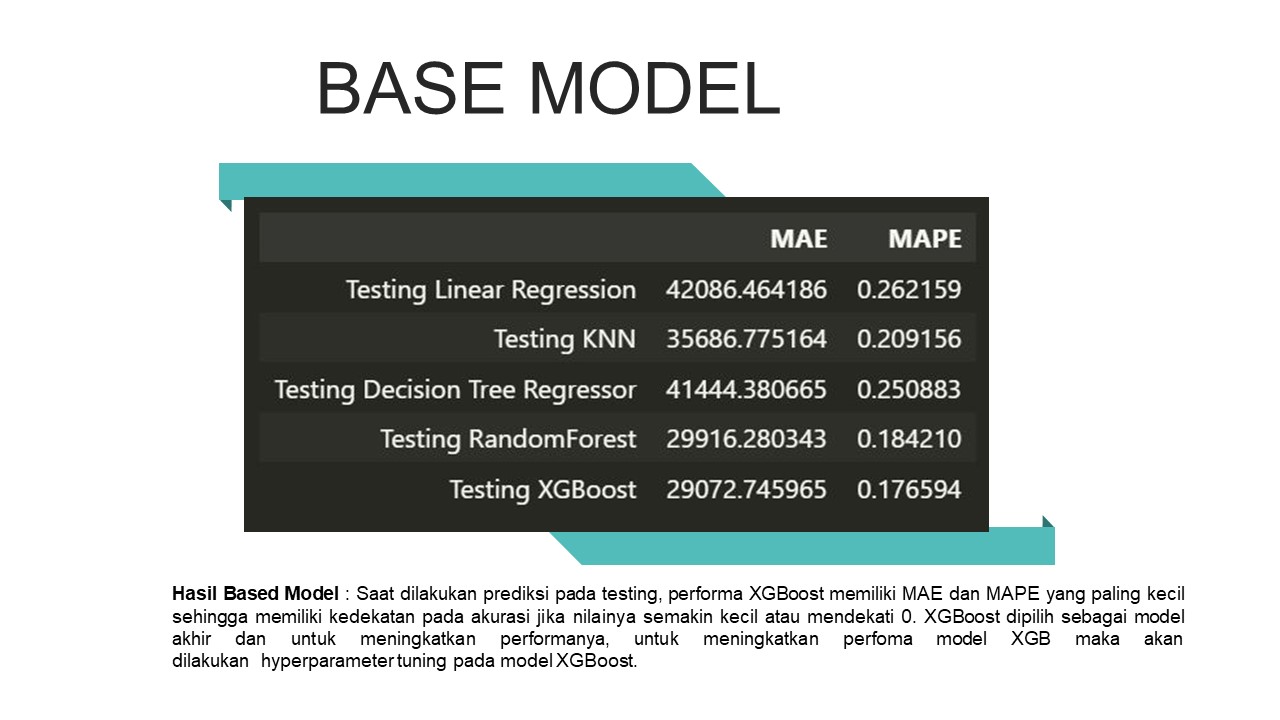 BASE MODEL
MAE MAPE
Testing Linear Regression 42086.464186 0.262159
Testing KNN 35686.775164 0.209156
Testing Decision Tree Regressor 41444.380665 0.250883
Testing RandomForest 29916.280343 0.184210
Testing XGBoost 29072.745965 0.176594
Hasil Based Model : Saat dilakukan prediksi pada testing, performa XGBoost memiliki MAE dan MAPE yang paling kecil
sehingga memiliki kedekatan pada akurasi jika nilainya semakin kecil atau mendekati 0. XGBoost dipilih sebagai model
akhir dan untuk meningkatkan performanya, untuk meningkatkan perfoma model XGB maka akan
dilakukan hyperparameter tuning pada model XGBoost.